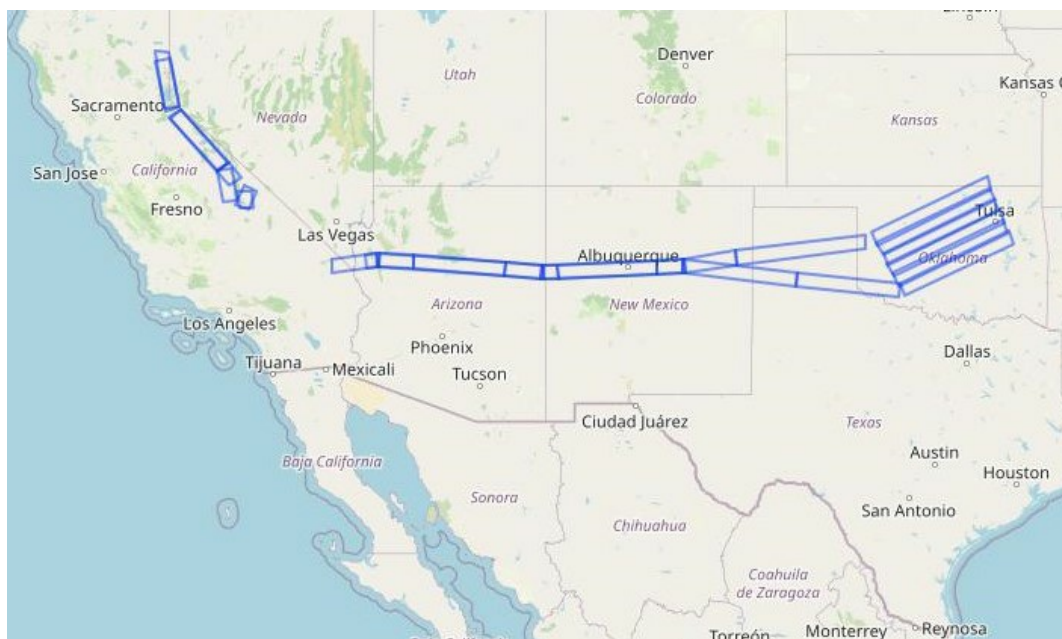 Lincoln
Denver
Utah
Kansas C
Sacramento
Nevada
Colorado
Kansas
San Jose
California
Fresno
Las Vegas
Tulsa
Albuquerque
Oklahoma
Arizona
New Mexico
Los Angeles
Phoenix
Dallas
Tijuana
Mexicali
Tucson
Ciudad Juárez
Texas
Baja California
Austin
Houston
Sonora
San Antonio
Chihuahua
Coahuila
de Zaragoza
Torreón
Monterrey
Reynosa